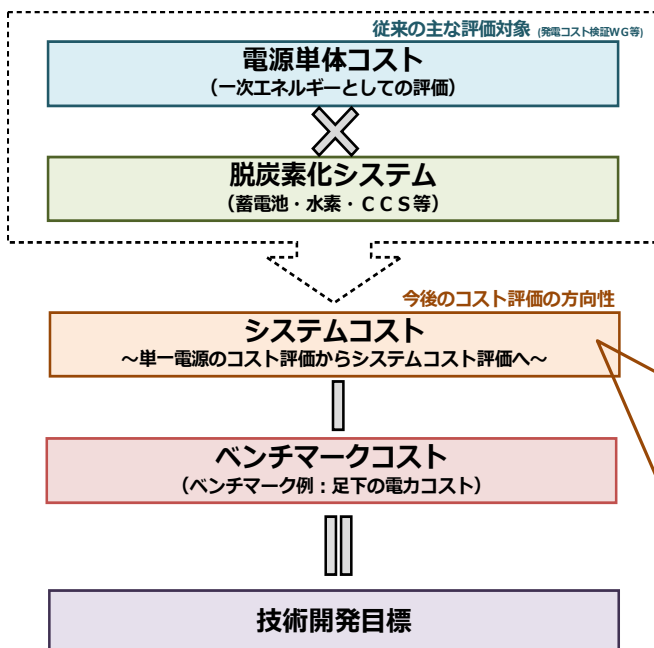 従来の主な評価対象 (発電コスト検証WG等)
電源単体コスト
(一次エネルギーとしての評価)
脱炭素化システム
(蓄電池・水素・CCS等)
今後のコスト評価の方向性
システムコスト
~単一電源のコスト評価からシステムコスト評価へ~
ベンチマークコスト
(ベンチマーク例:足下の電力コスト)
技術開発目標